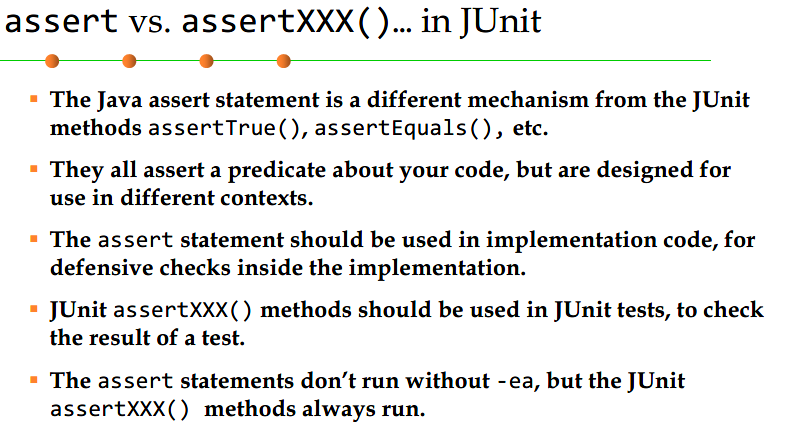 assert vs. assertXXX()… in JUnit
▪ The Java assert statement is a different mechanism from the JUnit
methods assertTrue(), assertEquals(), etc.
▪ They all assert a predicate about your code, but are designed for
use in different contexts.
▪ The assert statement should be used in implementation code, for
defensive checks inside the implementation.
▪ JUnit assertXXX() methods should be used in JUnit tests, to check
the result of a test.
▪ The assert statements don’t run without -ea, but the JUnit
assertXXX() methods always run.